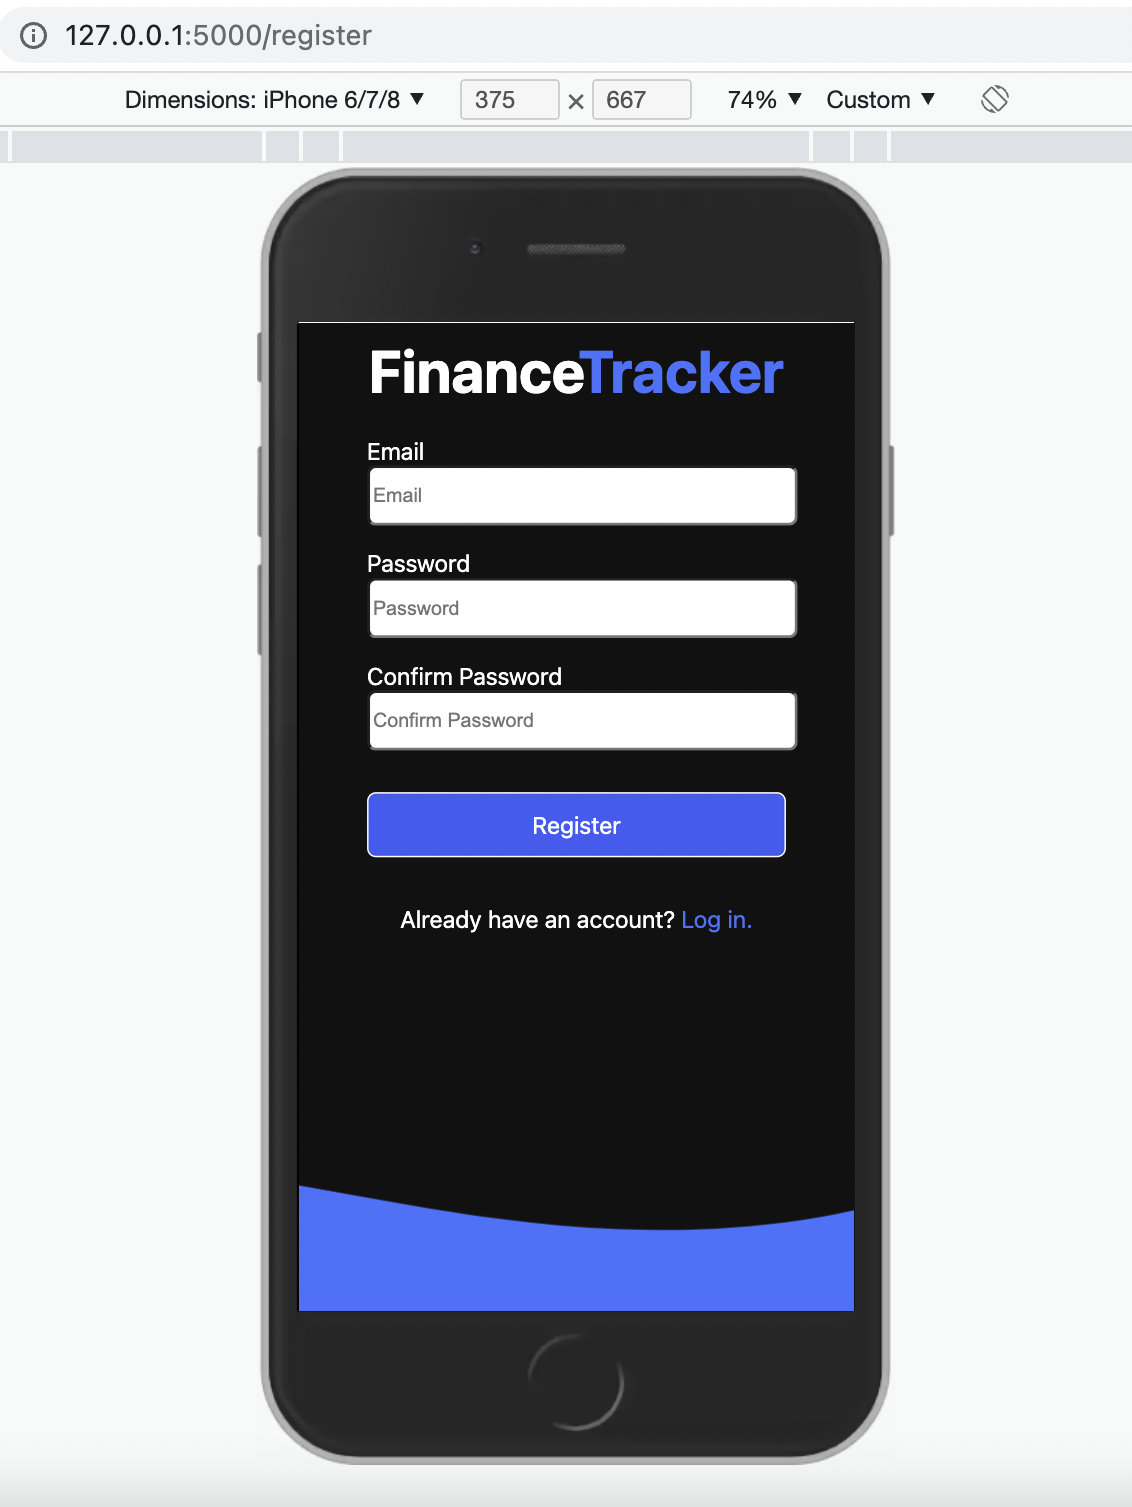 127.0.0.1:5000/register
Dimensions: iPhone 6/7/8 ▼ 375 × 667 74% ▼ Custom ▼
FinanceTracker
Email
Email
Password
Password
Confirm Password
Confirm Password
Register
Already have an account? Log in.